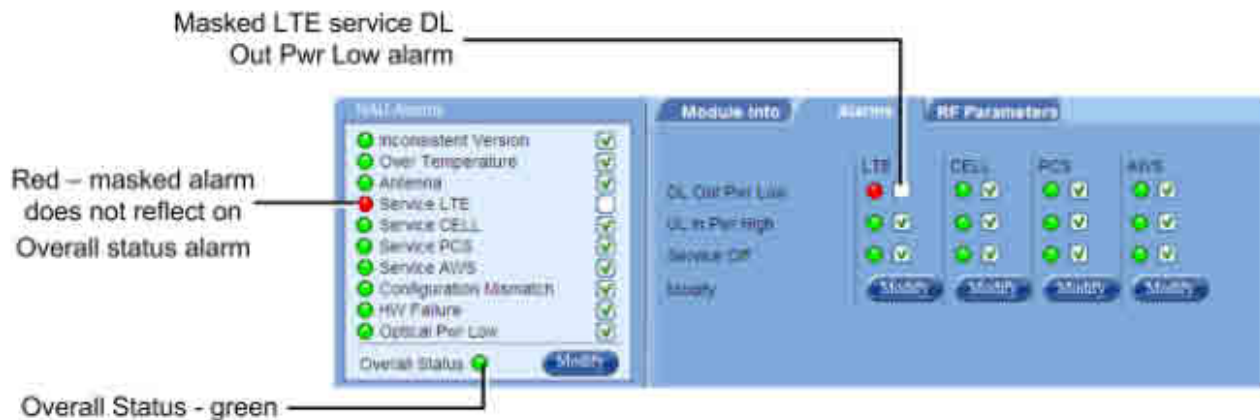 Masked LTE service DL
Out Pwr Low alarm
Red – masked alarm
does not reflect on
Overall status alarm
Overall Status - green
Alarms
Inconsistent Version
Over Temperature
Antenna
Service LTE
Service CELL
Service PCS
Service AWS
Configuration Mismatch
HW Failure
Optical Pwr Low
Overall Status
Modify
Module Info
Alarms
RF Parameters
LTE CELL PCS AWS
DL Out Pwr Low
UL In Pwr High
Service Off
Modify Modify Modify Modify Modify